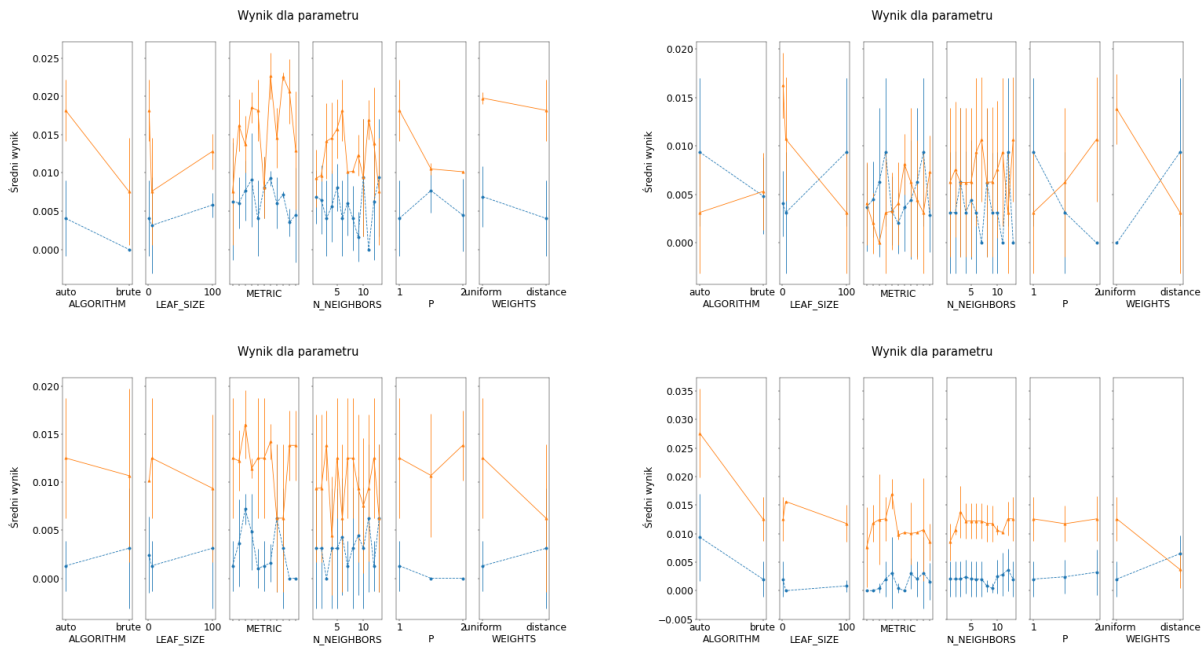 Wynik dla parametru
Średni wynik
0.025
0.020
0.015
0.010
0.005
0.000
auto brute 0 100 5 10 1 2 uniform distance
ALGORITHM LEAF_SIZE METRIC N_NEIGHBORS P WEIGHTS
Wynik dla parametru
Średni wynik
0.020
0.015
0.010
0.005
0.000
auto brute 0 100 5 10 1 2 uniform distance
ALGORITHM LEAF_SIZE METRIC N_NEIGHBORS P WEIGHTS
Wynik dla parametru
Średni wynik
0.020
0.015
0.010
0.005
0.000
auto brute 0 100 5 10 1 2 uniform distance
ALGORITHM LEAF_SIZE METRIC N_NEIGHBORS P WEIGHTS
Wynik dla parametru
Średni wynik
0.035
0.030
0.025
0.020
0.015
0.010
0.005
0.000
−0.005
auto brute 0 100 5 10 1 2 uniform distance
ALGORITHM LEAF_SIZE METRIC N_NEIGHBORS P WEIGHTS